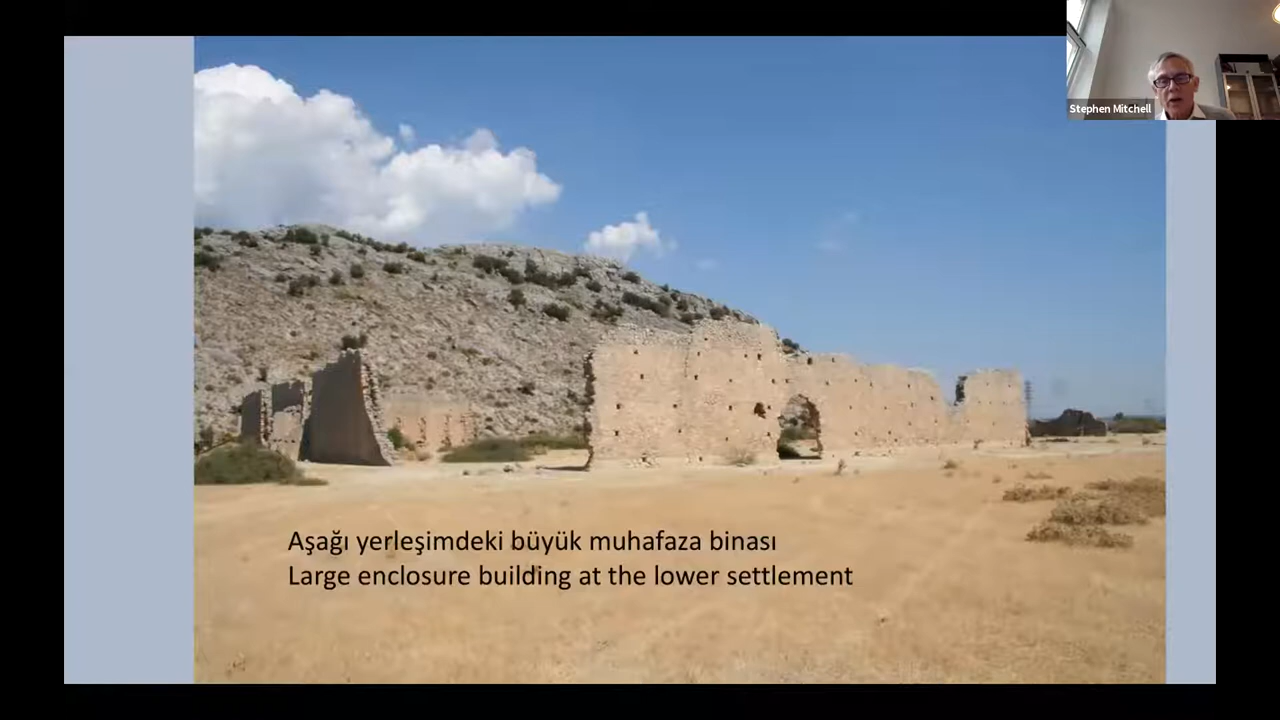 Stephen Mitchell
Aşağı yerleşimdeki büyük muhafaza binası
Large enclosure building at the lower settlement